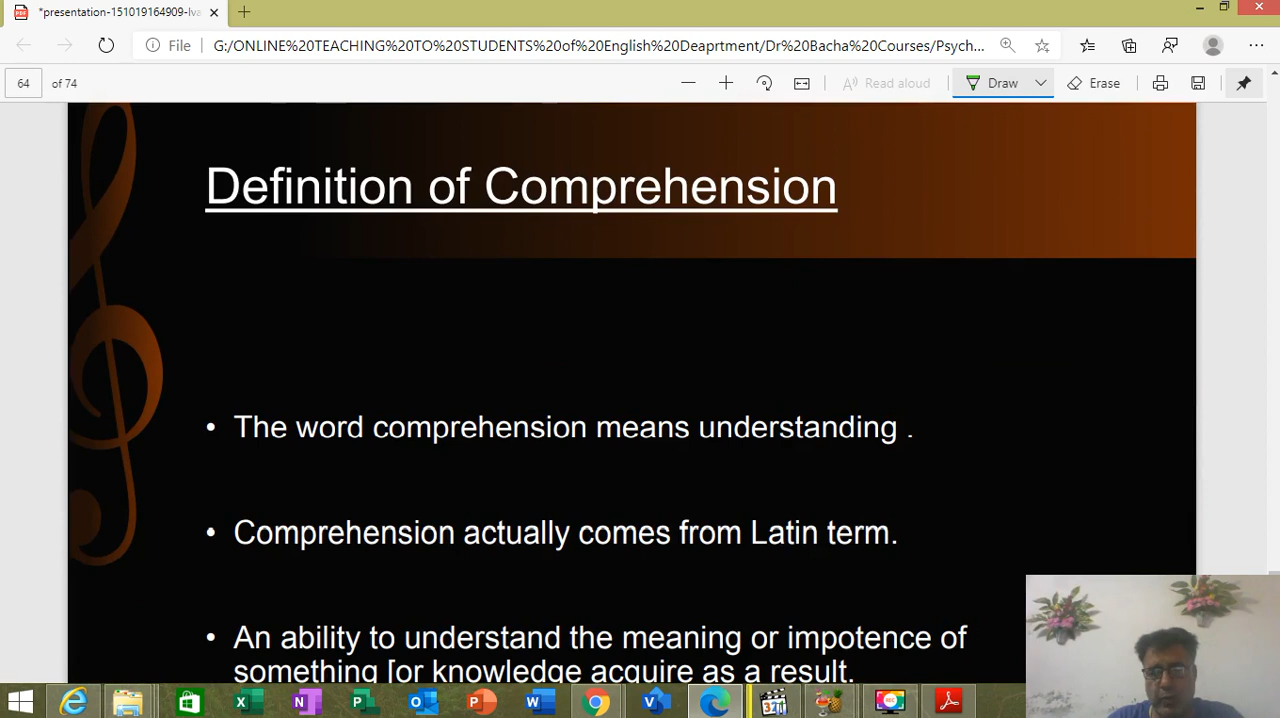 *presentation-151019164909-lva
File
G:/ONLINE%20TEACHING%20TO%20STUDENTS%20of%20English%20Deaprtment/Dr%20Bacha%20Courses/Psych...
64 of 74
Read aloud
Draw
Erase
Definition of Comprehension
• The word comprehension means understanding .
• Comprehension actually comes from Latin term.
• An ability to understand the meaning or impotence of
something [or knowledge acquire as a result.